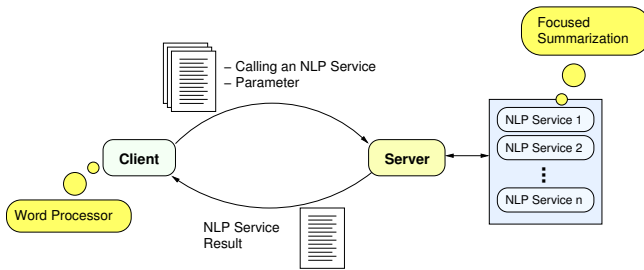 Focused
Summarization
– Calling an NLP Service
– Parameter
NLP Service 1
NLP Service 2
NLP Service n
Client
Server
Word Processor
NLP Service
Result